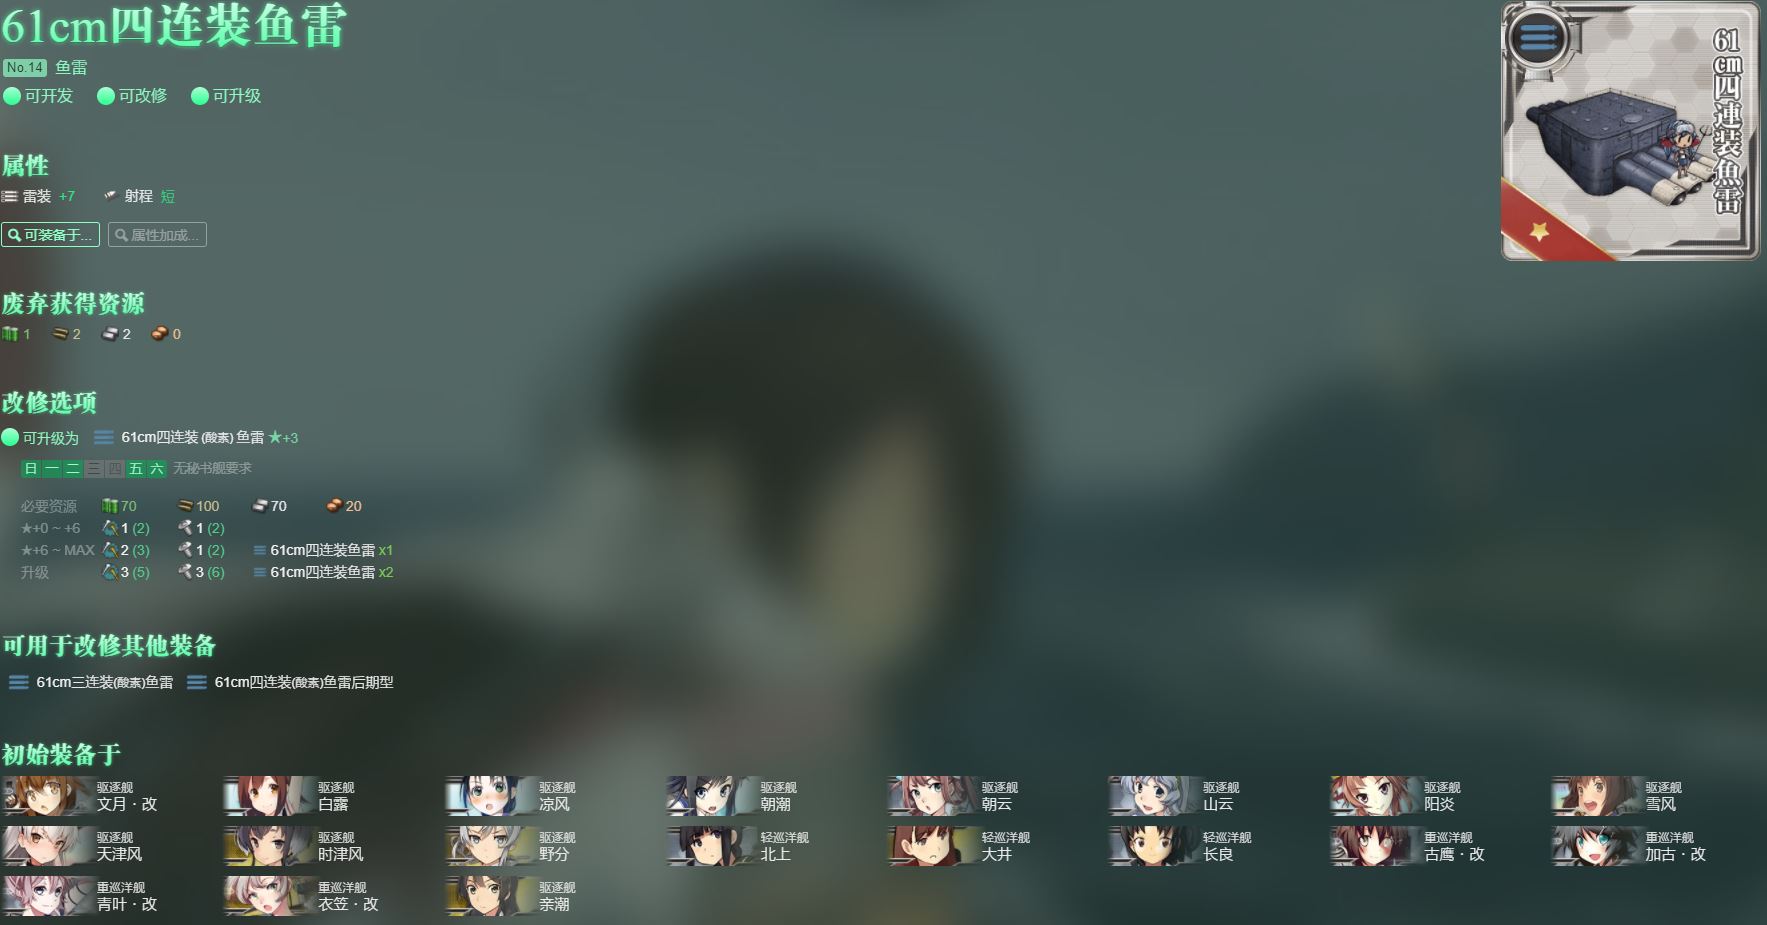 61cm四连装鱼雷
No.14 鱼雷
可开发 可改修 可升级
61cm四連装魚雷
属性
雷装 +7 射程 短
可装备于... 属性加成...
废弃获得资源
1 2 2 0
改修选项
可升级为 61cm四连装(酸素)鱼雷 ★+3
日 一 二 三 四 五 六 无秘书舰要求
必要资源 70 100 70 20
★+0 ~ +6 1 (2) 1 (2)
★+6 ~ MAX 2 (3) 1 (2) 61cm四连装鱼雷 x1
升级 3 (5) 3 (6) 61cm四连装鱼雷 x2
可用于改修其他装备
61cm三连装(酸素)鱼雷 61cm四连装(酸素)鱼雷后期型
初始装备于
驱逐舰 驱逐舰 驱逐舰 驱逐舰 驱逐舰 驱逐舰 驱逐舰 驱逐舰
文月·改 白露 凉风 朝潮 朝云 山云 阳炎 雪风
驱逐舰 驱逐舰 驱逐舰 轻巡洋舰 轻巡洋舰 轻巡洋舰 重巡洋舰 重巡洋舰
天津风 时津风 野分 北上 大井 长良 古鹰·改 加古·改
重巡洋舰 重巡洋舰 驱逐舰
青叶·改 衣笠·改 亲潮